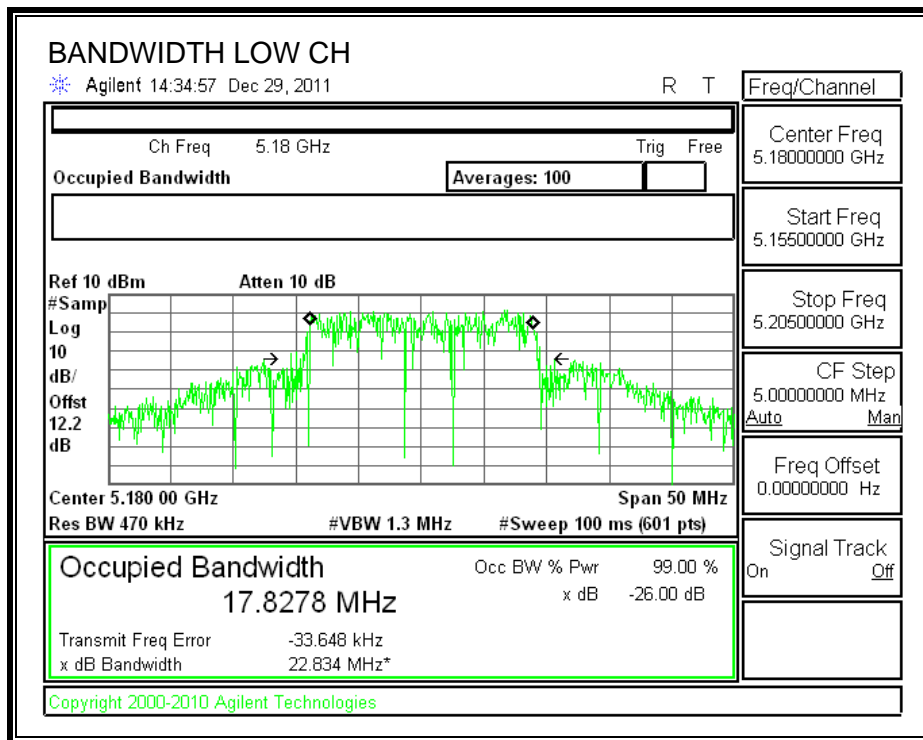 BANDWIDTH LOW CH
Agilent 14:34:57 Dec 29, 2011 R T
Freq/Channel
Ch Freq 5.18 GHz Trig Free
Occupied Bandwidth Averages: 100
Center Freq
5.18000000 GHz
Start Freq
5.15500000 GHz
Stop Freq
5.20500000 GHz
CF Step
5.00000000 MHz
Auto Man
Freq Offset
0.00000000 Hz
Signal Track
On Off
Ref 10 dBm Atten 10 dB
#Samp
Log
10
dB/
Offst
12.2
dB
Center 5.180 00 GHz Span 50 MHz
Res BW 470 kHz #VBW 1.3 MHz #Sweep 100 ms (601 pts)
Occupied Bandwidth Occ BW % Pwr 99.00 %
17.8278 MHz x dB -26.00 dB
Transmit Freq Error -33.648 kHz
x dB Bandwidth 22.834 MHz*
Copyright 2000-2010 Agilent Technologies